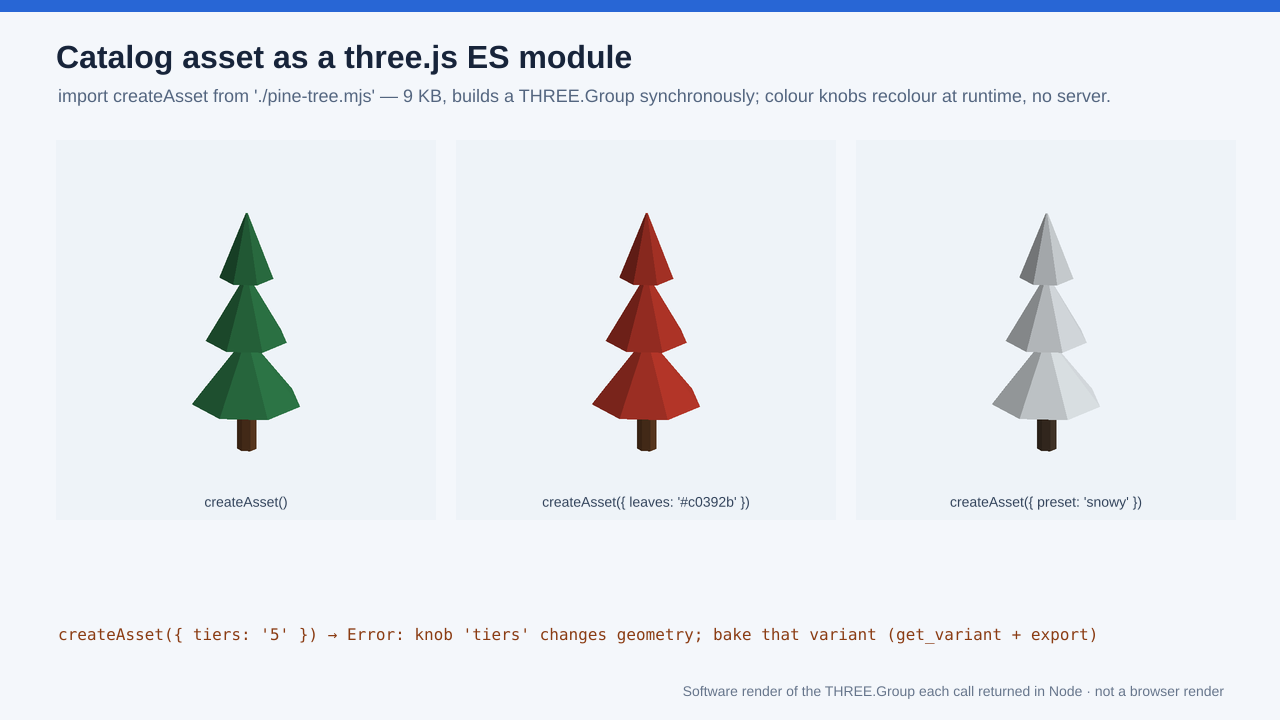 Catalog asset as a three.js ES module
import createAsset from './pine-tree.mjs' — 9 KB, builds a THREE.Group synchronously; colour knobs recolour at runtime, no server.
createAsset()
createAsset({ leaves: '#c0392b' })
createAsset({ preset: 'snowy' })
createAsset({ tiers: '5' }) → Error: knob 'tiers' changes geometry; bake that variant (get_variant + export)
Software render of the THREE.Group each call returned in Node · not a browser render